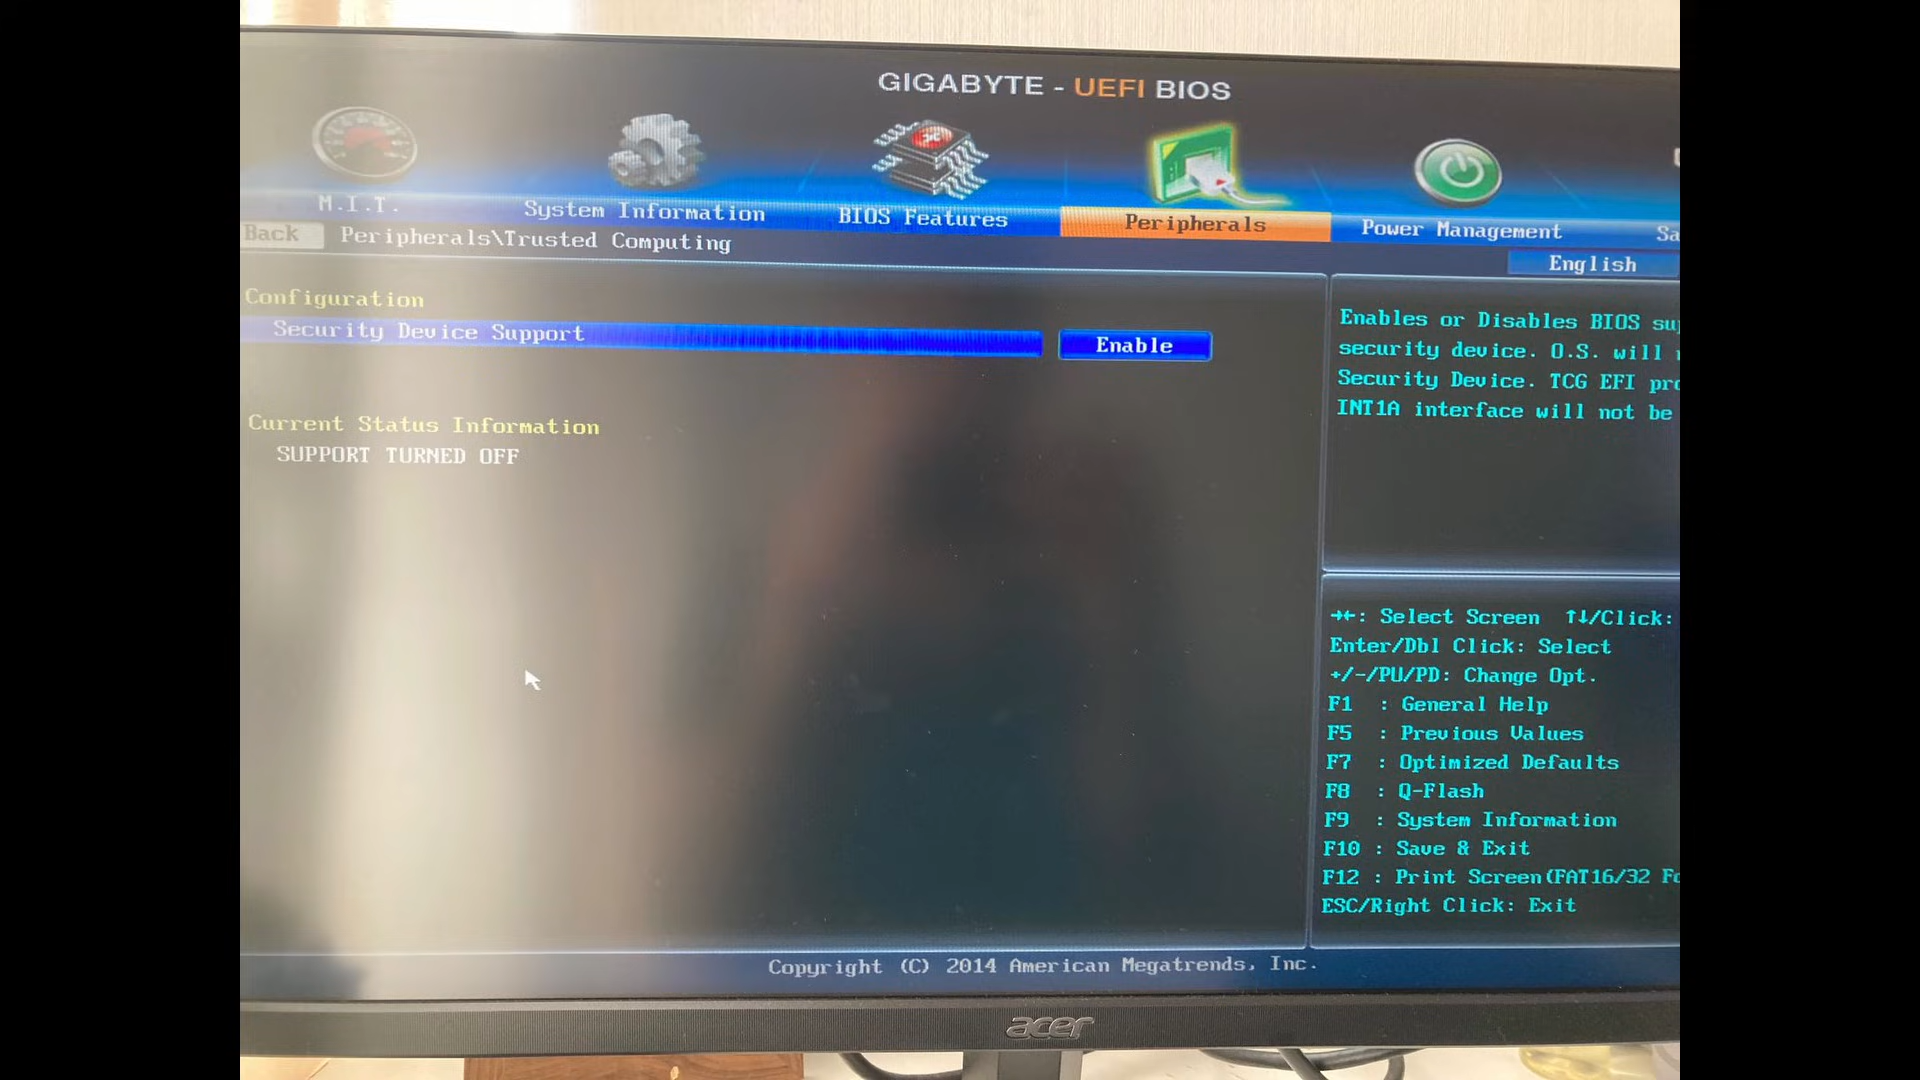 GIGABYTE - UEFI BIOS
M.I.T.
System Information
BIOS Features
Peripherals
Power Management
Back
Peripherals\Trusted Computing
English
Configuration
Security Device Support
Enable
Current Status Information
SUPPORT TURNED OFF
Enables or Disables BIOS
security device. O.S. will
Security Device. TCG EFI
INT1A interface will not be
→←: Select Screen ↑↓/Click:
Enter/Dbl Click: Select
+/-/PU/PD: Change Opt.
F1 : General Help
F5 : Previous Values
F7 : Optimized Defaults
F8 : Q-Flash
F9 : System Information
F10 : Save & Exit
F12 : Print Screen(FAT16/32
ESC/Right Click: Exit
Copyright (C) 2014 American Megatrends, Inc.
acer